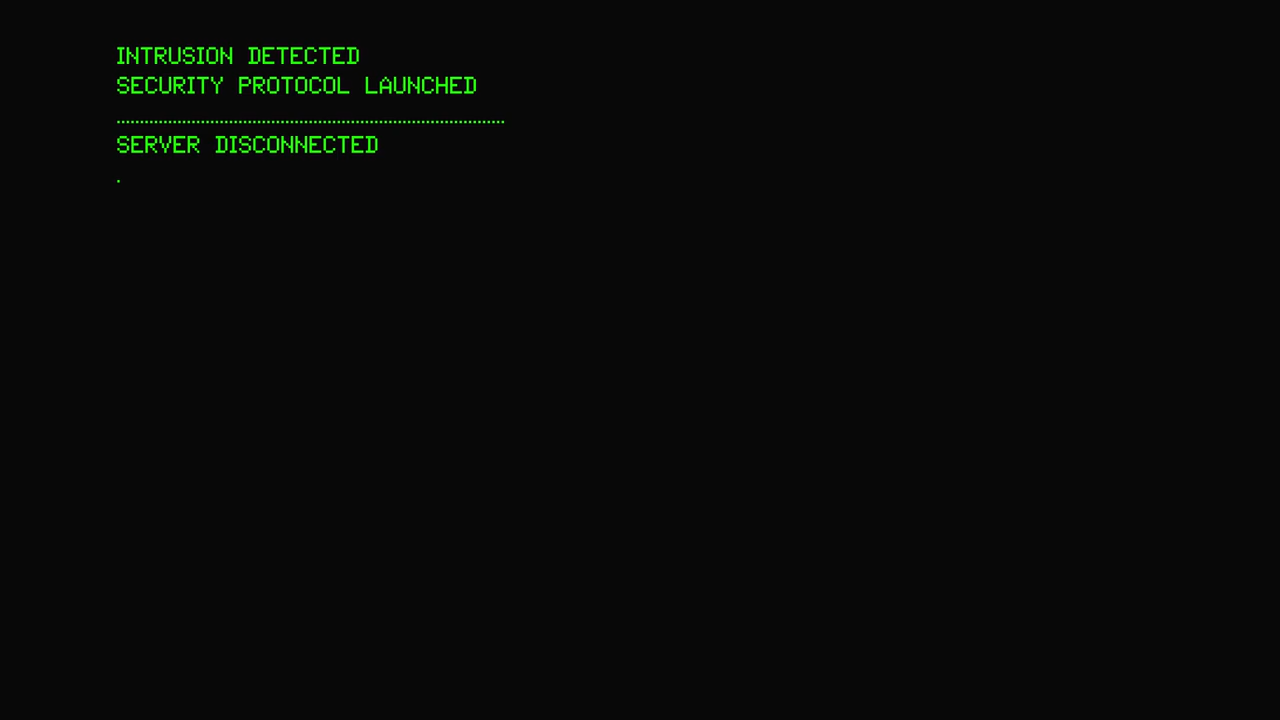 INTRUSION DETECTED
SECURITY PROTOCOL LAUNCHED
...................................................................................
SERVER DISCONNECTED
.